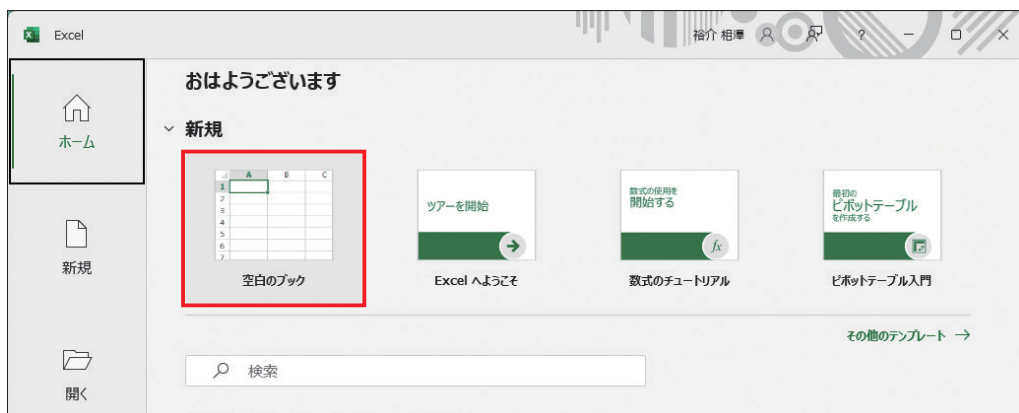 Excel
裕介 相澤
?
おはようございます
ホーム
新規
A B C
1
2
3
4
5
6
7
空白のブック
ツアーを開始
Excel へようこそ
数式の使用を
開始する
fx
数式のチュートリアル
最初の
ピボットテーブル
を作成する
ピボットテーブル入門
新規
その他のテンプレート →
検索
開く